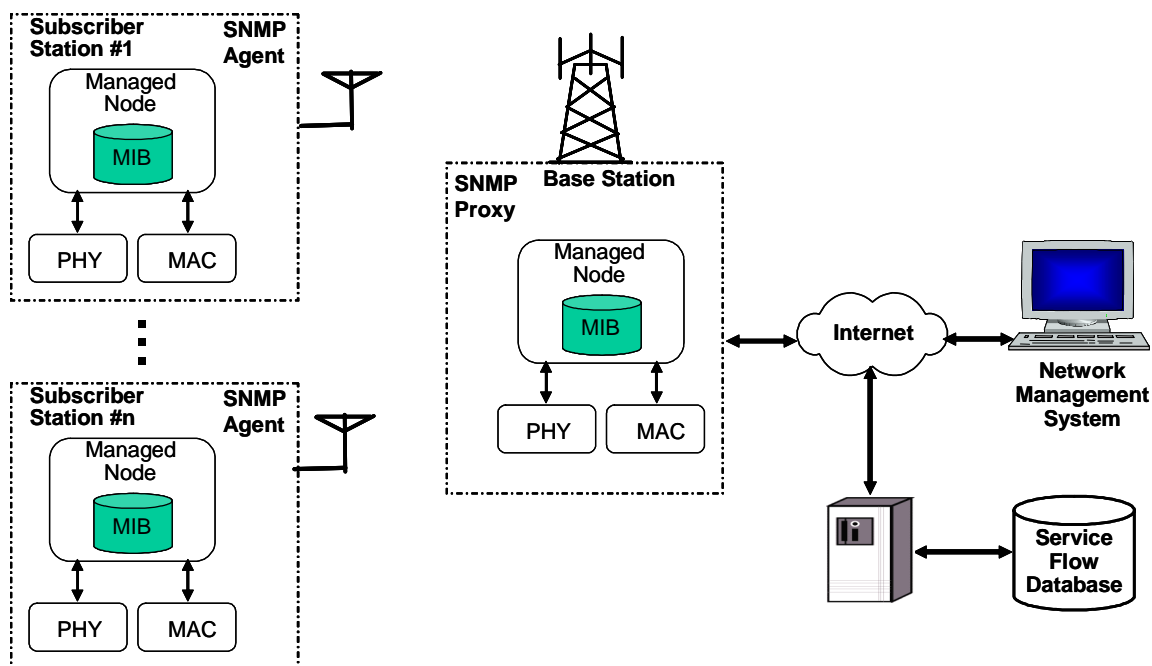 Subscriber
Station #1
SNMP
Agent
Managed
Node
MIB
PHY
MAC
Subscriber
Station #n
SNMP
Agent
Managed
Node
MIB
PHY
MAC
SNMP
Proxy
Base Station
Managed
Node
MIB
PHY
MAC
Internet
Network
Management
System
Service
Flow
Database